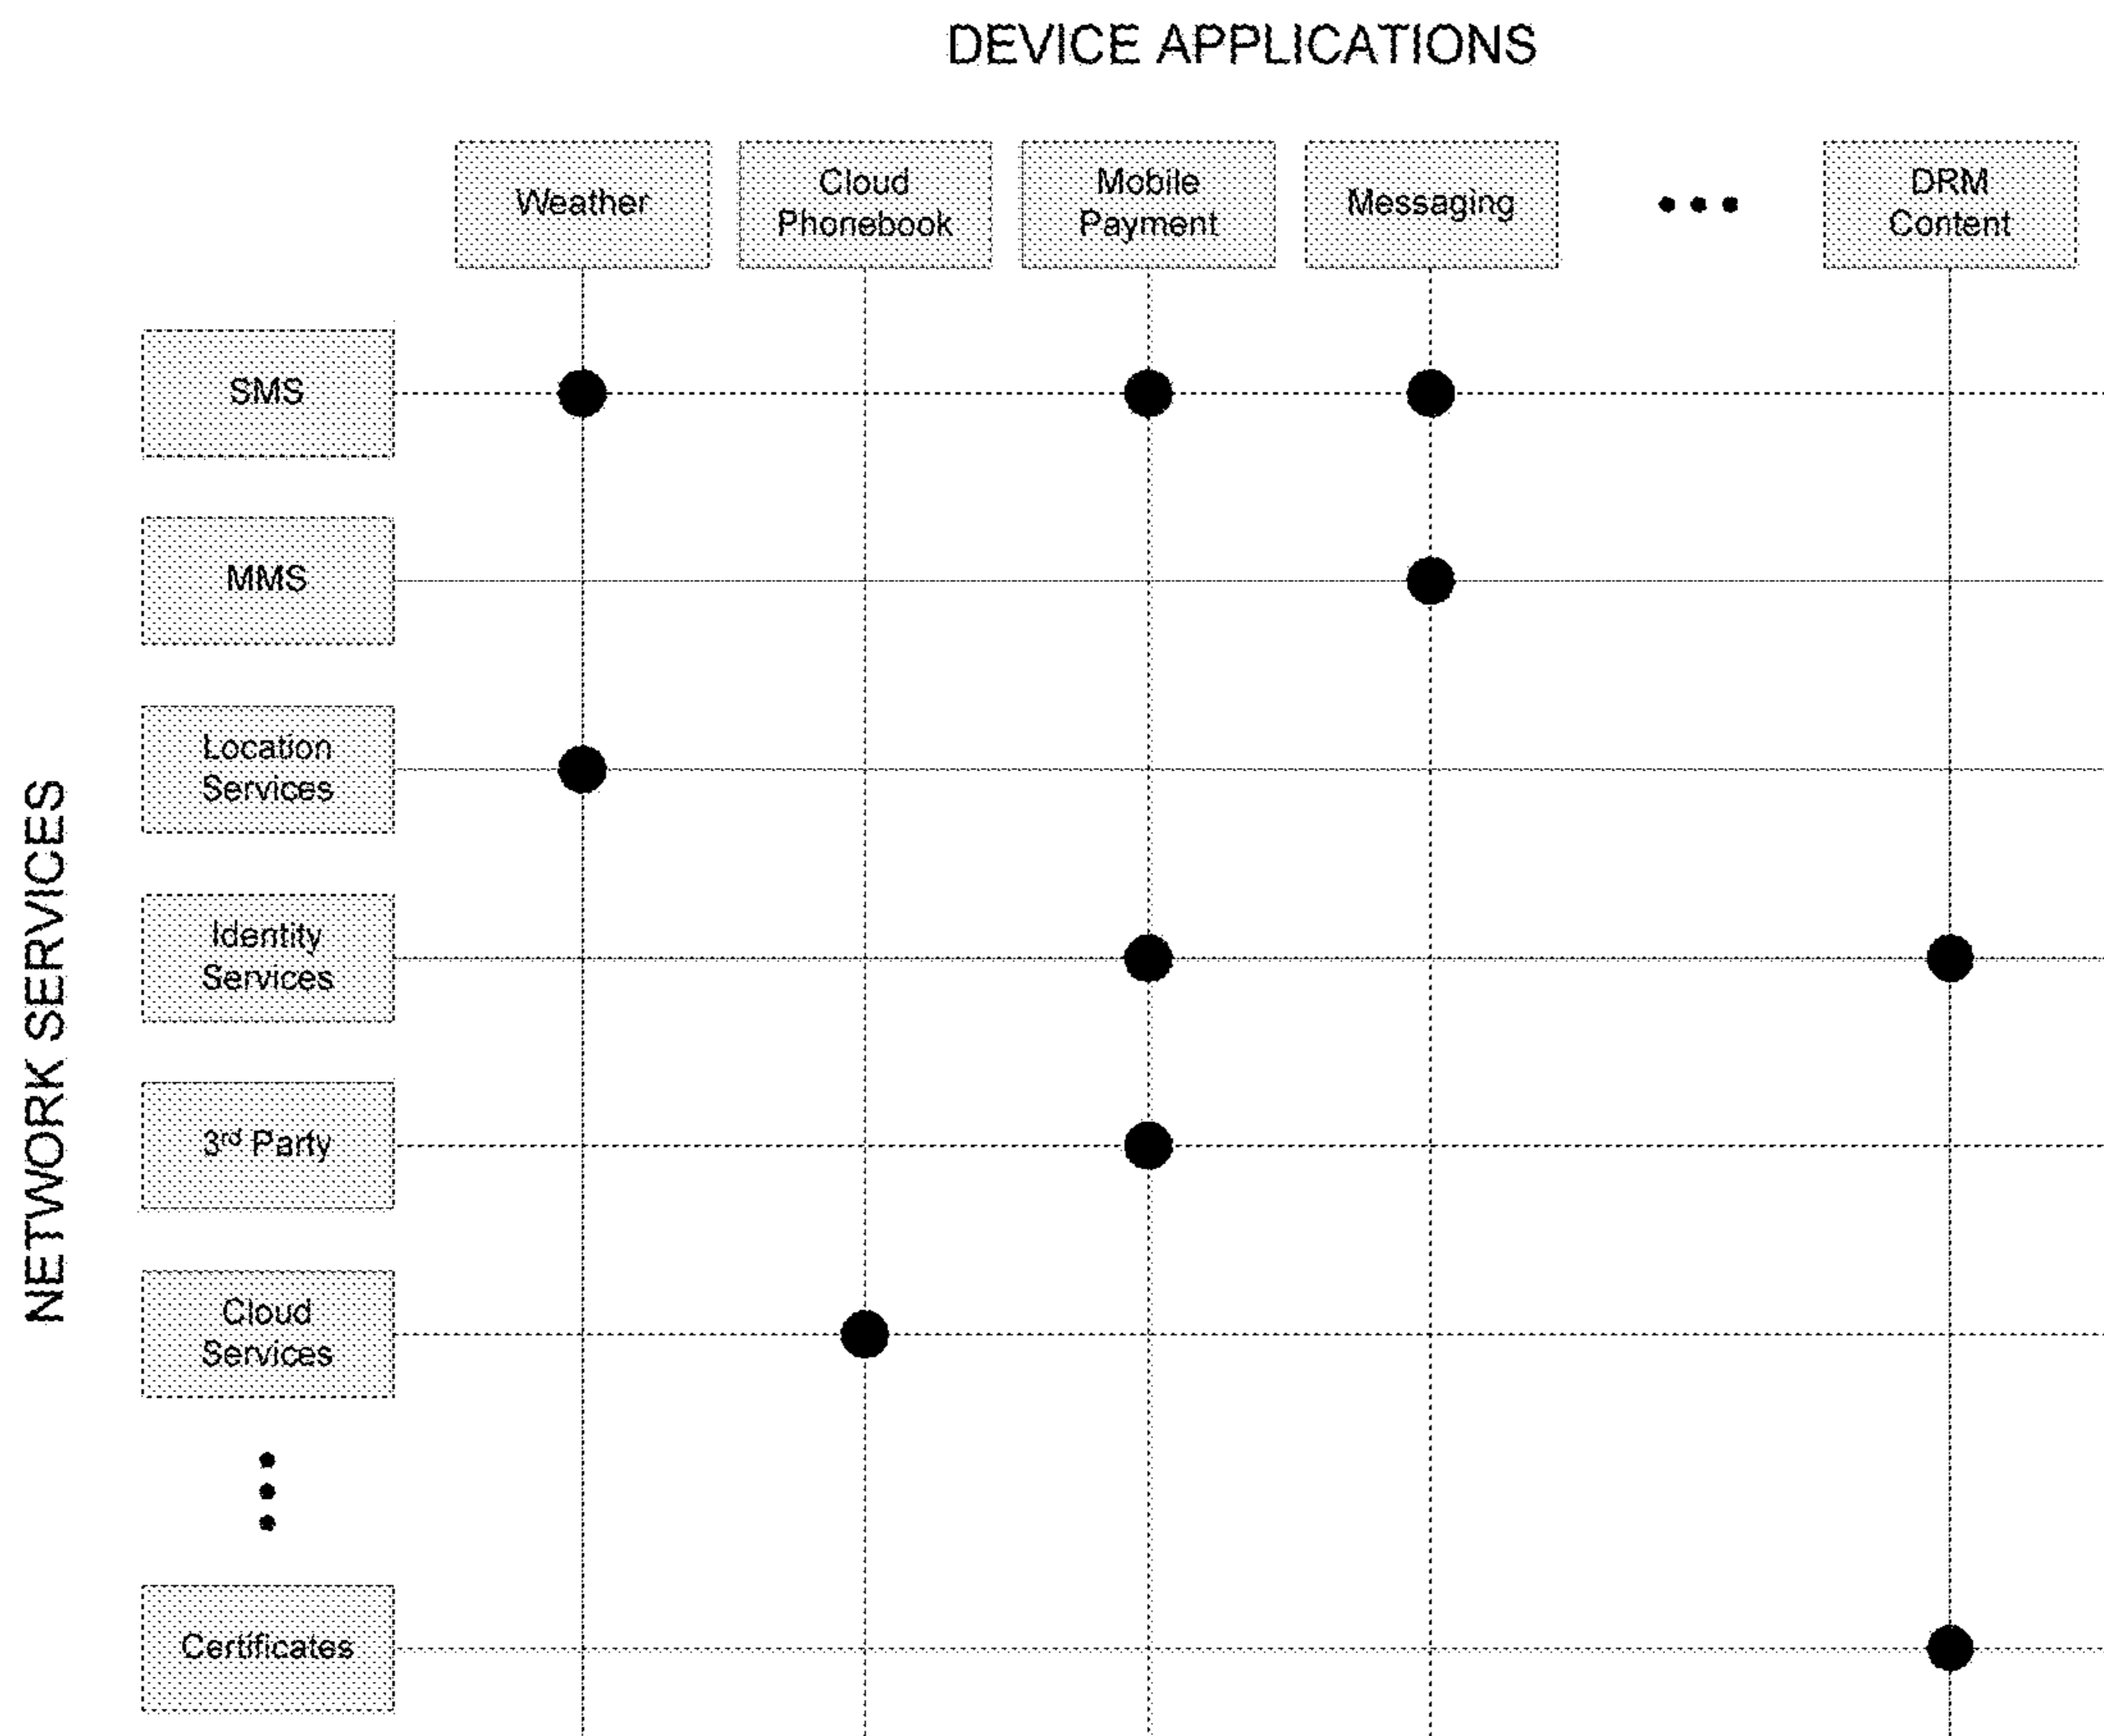 DEVICE APPLICATIONS
Weather
Cloud
Phonebook
Mobile
Payment
Messaging
DRM
Content
NETWORK SERVICES
SMS
MMS
Location
Services
Identity
Services
3rd Party
Cloud
Services
Certificates